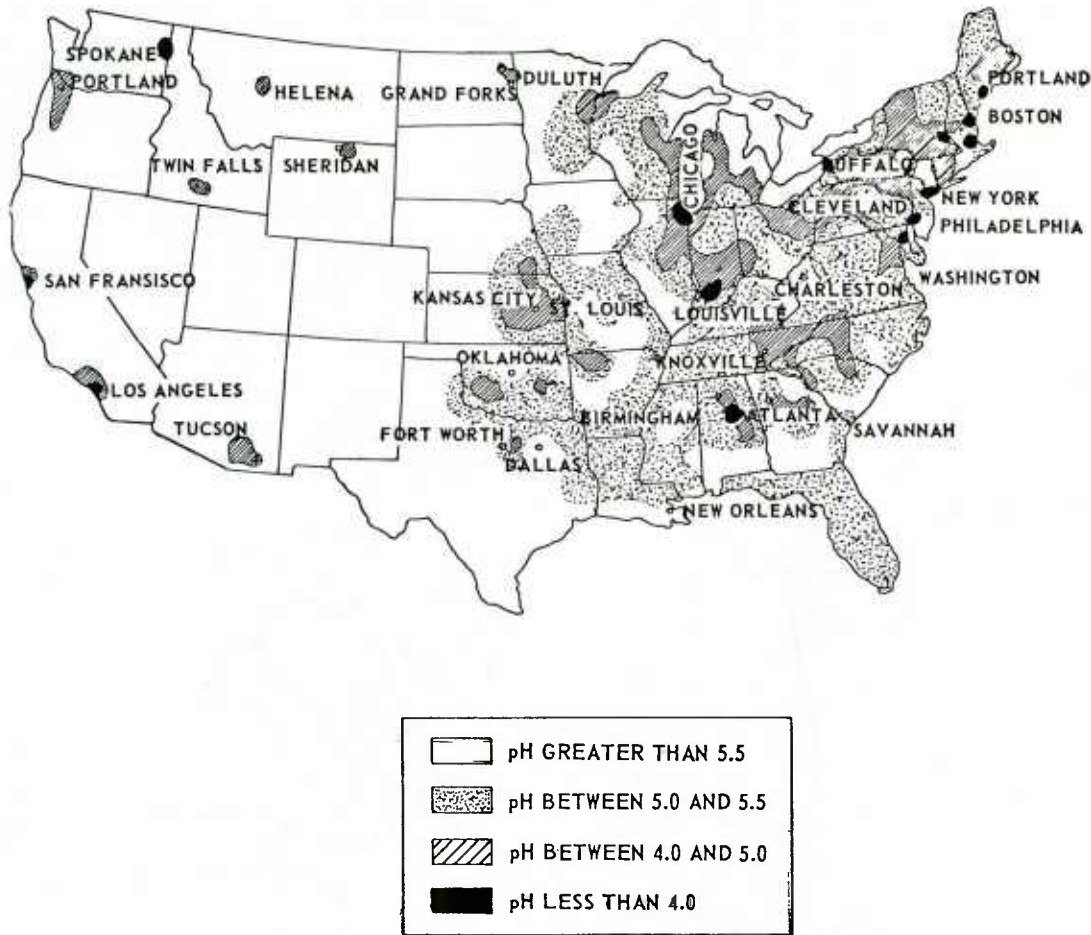 SPOKANE
PORTLAND
HELENA
GRAND FORKS
DULUTH
PORTLAND
BOSTON
TWIN FALLS
SHERIDAN
CHICAGO
BUFFALO
NEW YORK
CLEVELAND
PHILADELPHIA
SAN FRANSISCO
KANSAS CITY
ST. LOUIS
LOUISVILLE
CHARLESTON
WASHINGTON
OKLAHOMA
KNOXVILLE
LOS ANGELES
TUCSON
FORT WORTH
DALLAS
BIRMINGHAM
ATLANTA
SAVANNAH
NEW ORLEANS
pH GREATER THAN 5.5
pH BETWEEN 5.0 AND 5.5
pH BETWEEN 4.0 AND 5.0
pH LESS THAN 4.0